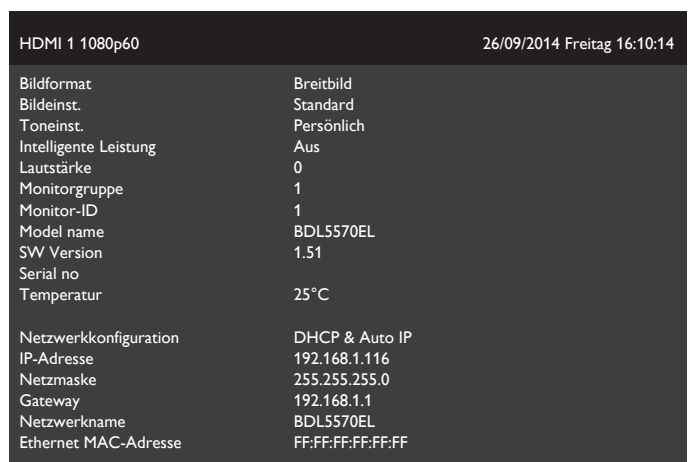 HDMI 1 1080p60 26/09/2014 Freitag 16:10:14
Bildformat Breitbild
Bildeinst. Standard
Toneinst. Persönlich
Intelligente Leistung Aus
Lautstärke 0
Monitorgruppe 1
Monitor-ID 1
Model name BDL5570EL
SW Version 1.51
Serial no
Temperatur 25°C
Netzwerkkonfiguration DHCP & Auto IP
IP-Adresse 192.168.1.116
Netzmaske 255.255.255.0
Gateway 192.168.1.1
Netzwerkname BDL5570EL
Ethernet MAC-Adresse FF:FF:FF:FF:FF:FF